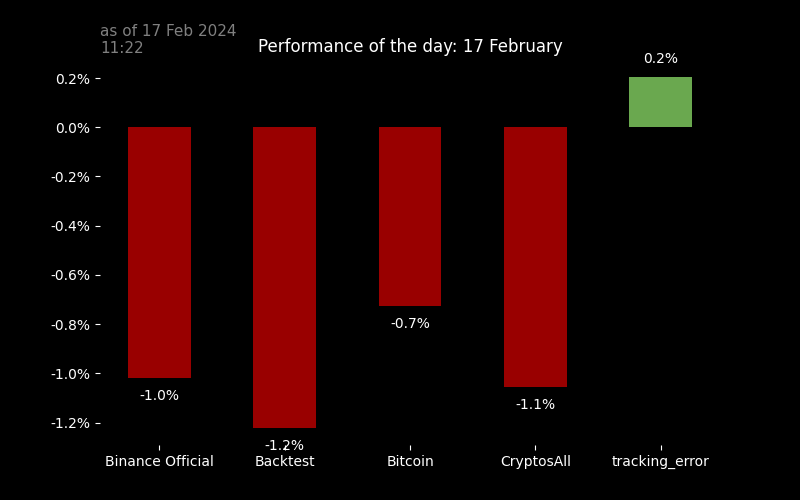 as of 17 Feb 2024
11:22
Performance of the day: 17 February
0.2%
0.2%
0.0%
-0.2%
-0.4%
-0.6%
-0.8%
-1.0%
-1.2%
-1.0%
-1.2%
-0.7%
-1.1%
Binance Official
Backtest
Bitcoin
CryptosAll
tracking_error